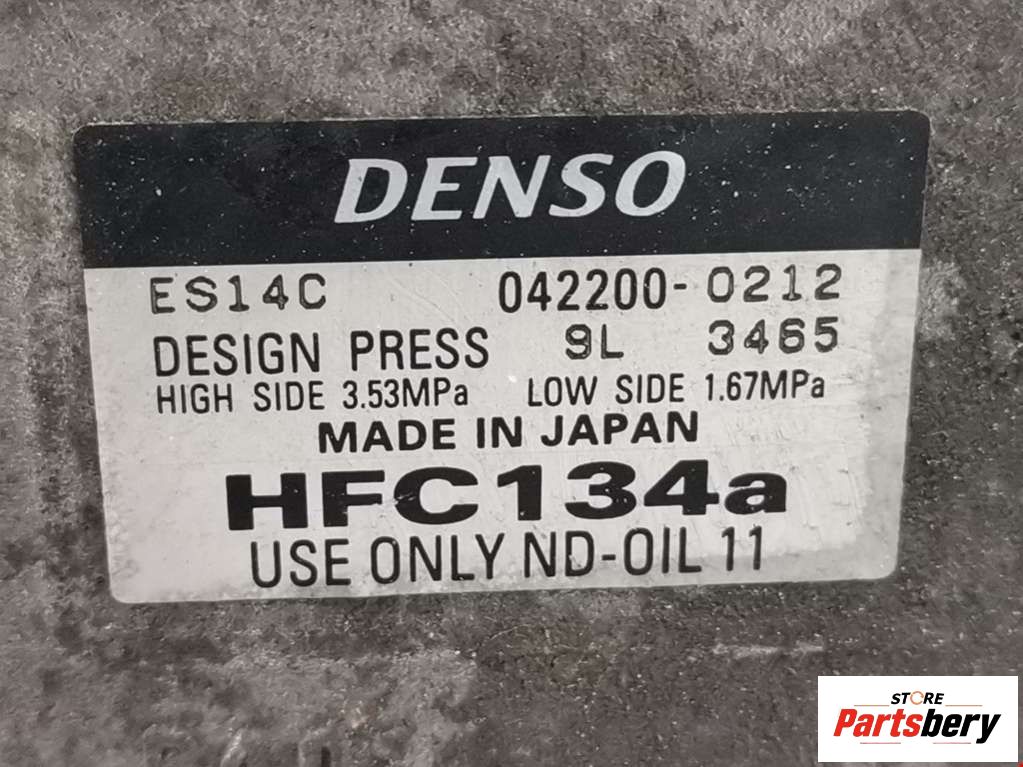 DENSO
ES14C 042200-0212
DESIGN PRESS 9L 3465
HIGH SIDE 3.53MPa LOW SIDE 1.67MPa
MADE IN JAPAN
HFC134a
USE ONLY ND-OIL 11
STORE
Partsbery